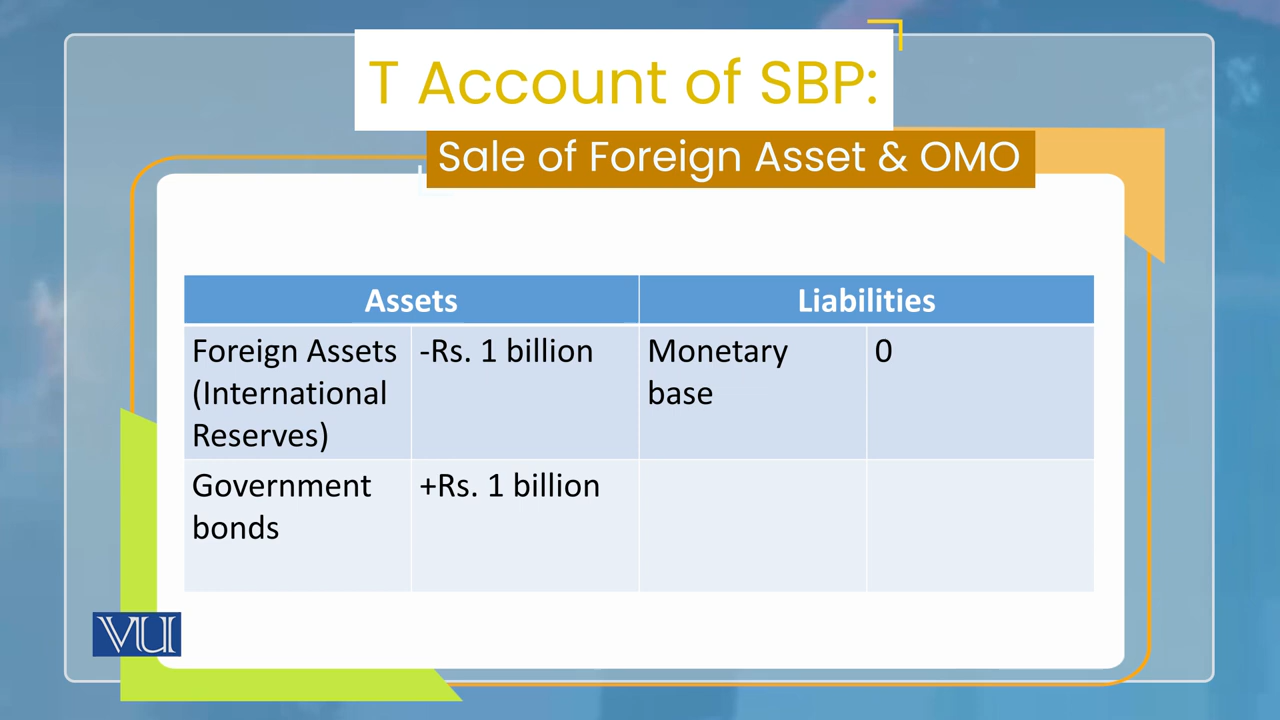 T Account of SBP:
Sale of Foreign Asset & OMO
Assets
Liabilities
Foreign Assets
(International
Reserves)
-Rs. 1 billion
Monetary
base
0
Government
bonds
+Rs. 1 billion
VU